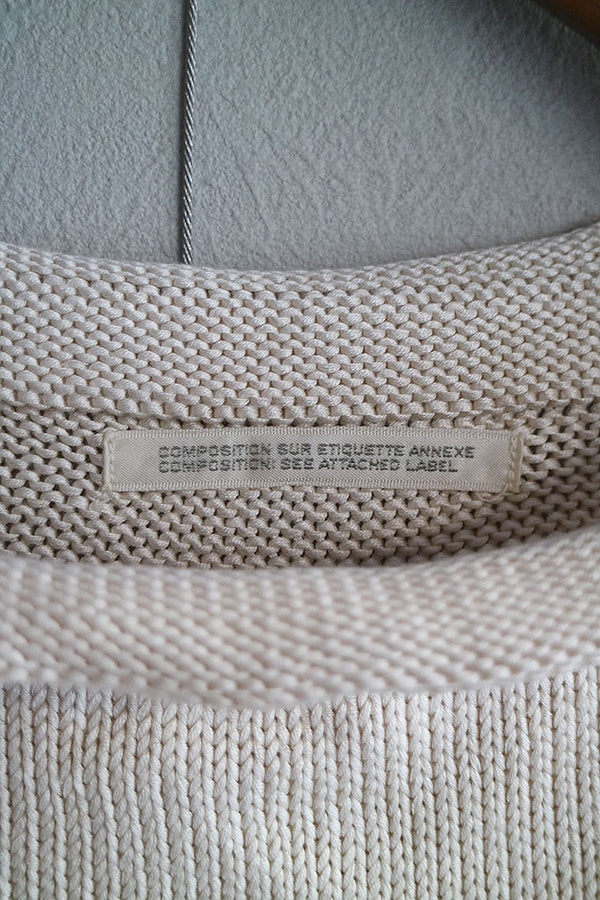 COMPOSITION SUR ETIQUETTE ANNEXE
COMPOSITION: SEE ATTACHED LABEL